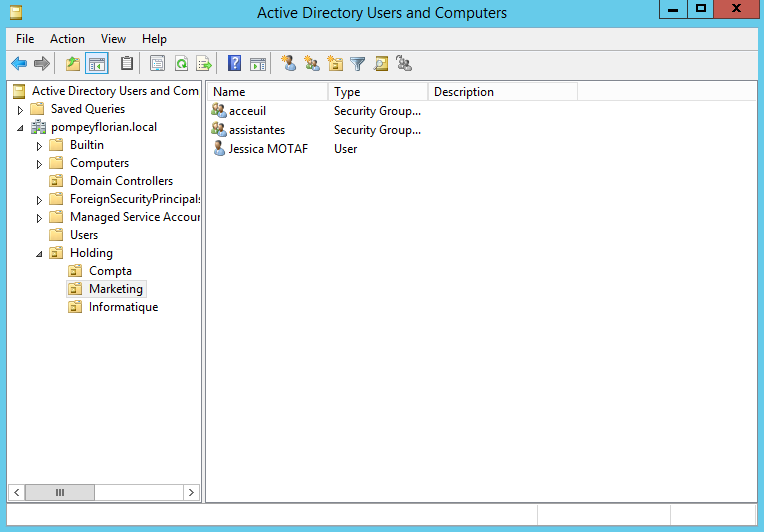 Active Directory Users and Computers
File Action View Help
Active Directory Users and Com
Saved Queries
pompeyflorian.local
Builtin
Computers
Domain Controllers
ForeignSecurityPrincipals
Managed Service Accour
Users
Holding
Compta
Marketing
Informatique
Name Type Description
acceuil Security Group...
assistantes Security Group...
Jessica MOTAF User